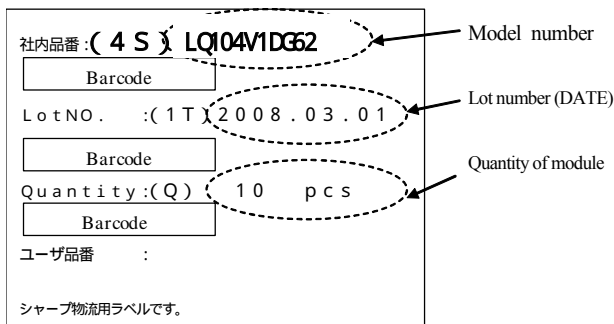 社内品番:(4S) LQ104V1DG62
Model number
Barcode
LotNO. :(1T)2008.03.01
Lot number (DATE)
Barcode
Quantity:(Q) 10 pcs
Quantity of module
Barcode
ユーザ品番 :
シャープ物流用ラベルです。